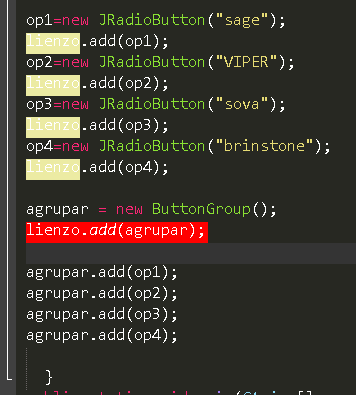 op1=new JRadioButton("sage");
lienzo.add(op1);
op2=new JRadioButton("VIPER");
lienzo.add(op2);
op3=new JRadioButton("sova");
lienzo.add(op3);
op4=new JRadioButton("brinstone");
lienzo.add(op4);
agrupar = new ButtonGroup();
lienzo.add(agrupar);
agrupar.add(op1);
agrupar.add(op2);
agrupar.add(op3);
agrupar.add(op4);
}